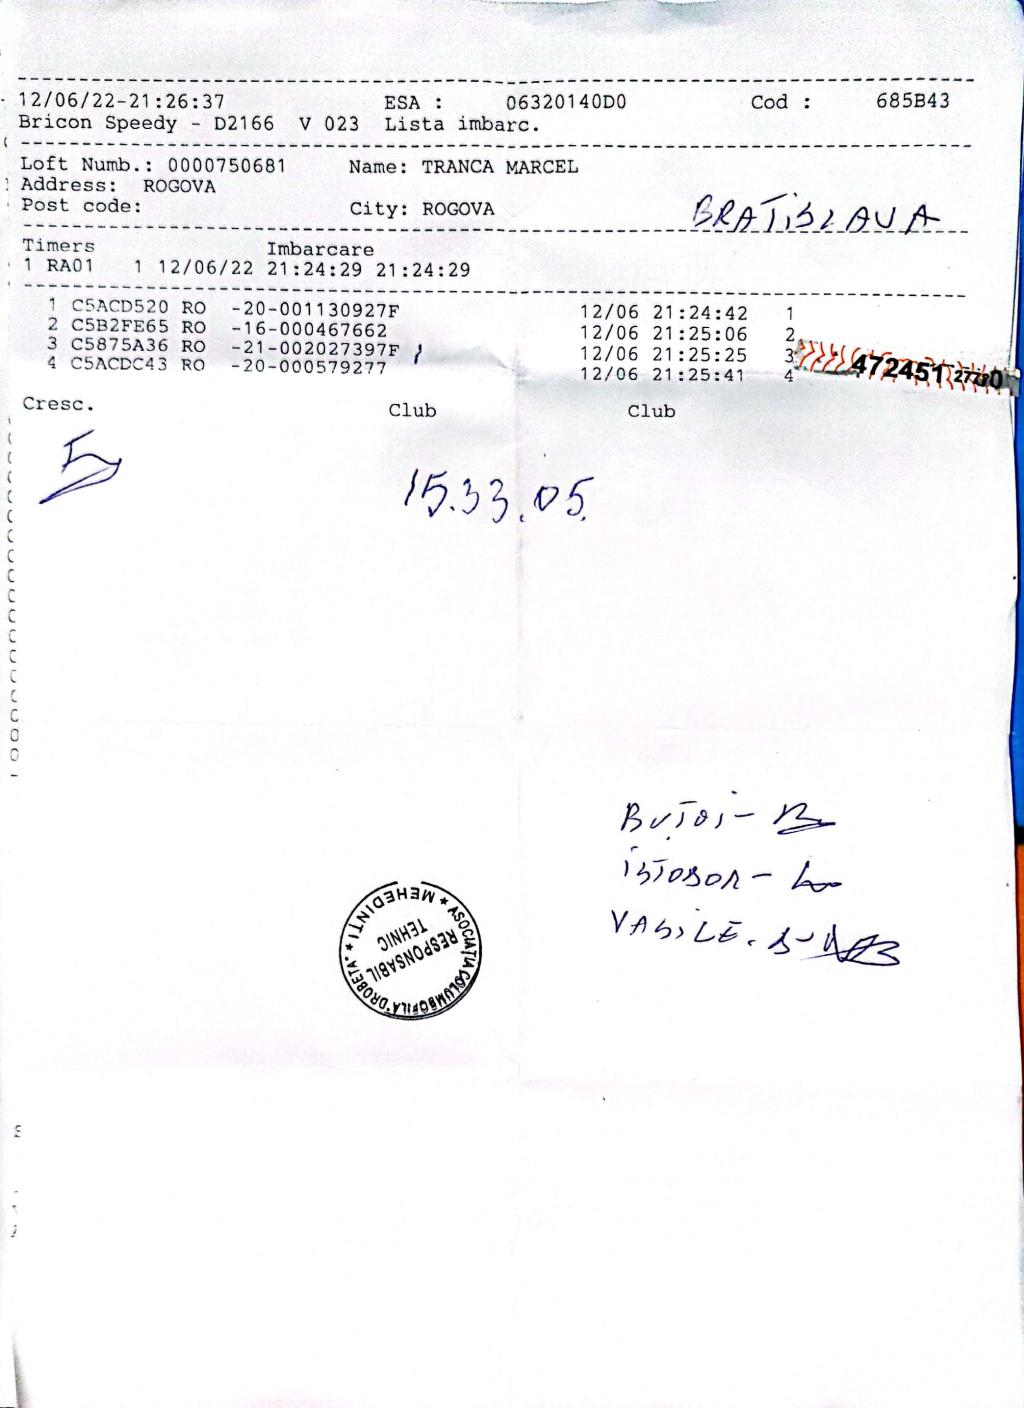 12/06/22-21:26:37 ESA : 06320140D0 Cod : 685B43
Bricon Speedy - D2166 V 023 Lista imbarc.
Loft Numb.: 0000750681 Name: TRANCA MARCEL
Address: ROGOVA
Post code: City: ROGOVA
BRATISLAVA
Timers Imbarcare
1 RA01 1 12/06/22 21:24:29 21:24:29
1 C5ACD520 RO -20-001130927F 12/06 21:24:42 1
2 C5B2FE65 RO -16-000467662 12/06 21:25:06 2
3 C5875A36 RO -21-002027397F 12/06 21:25:25 3
4 C5ACDC43 RO -20-000579277 12/06 21:25:41 4
472451
Cresc. Club Club
15.33.05.
BUTOI -
ISTOBOR -
VASILE.
ASOCIATIA COLUMBOFILA DROBETA * MEHEDINTI *
RESPONSABIL
TEHNIC